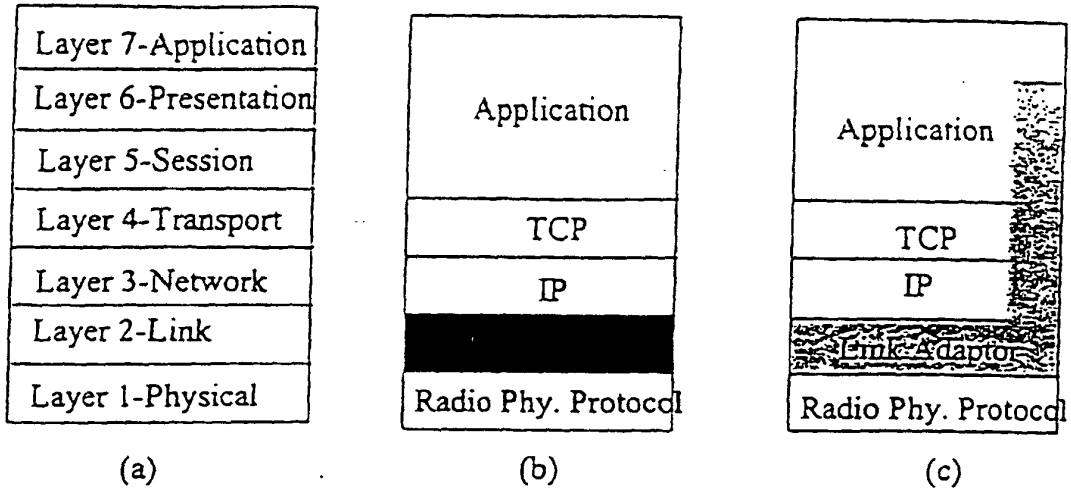 Layer 7-Application
Layer 6-Presentation
Layer 5-Session
Layer 4-Transport
Layer 3-Network
Layer 2-Link
Layer 1-Physical
(a)
Application
TCP
IP
Radio Phy. Protocol
(b)
Application
TCP
IP
Link Adaptor
Radio Phy. Protocol
(c)